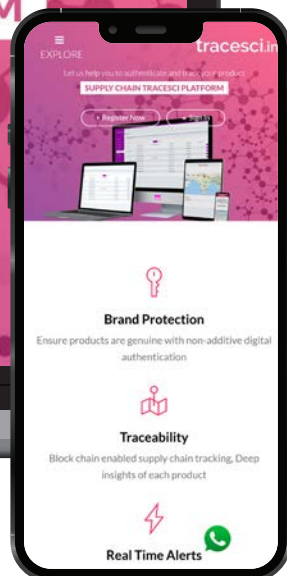 M
tracesci.in
EXPLORE
Let us help you to authenticate and trace your product
SUPPLY CHAIN TRACESCI PLATFORM
Register Now
Sign In
Brand Protection
Ensure products are genuine with non-additive digital
authentication
Traceability
Block chain enabled supply chain tracking, Deep
insights of each product
Real Time Alerts